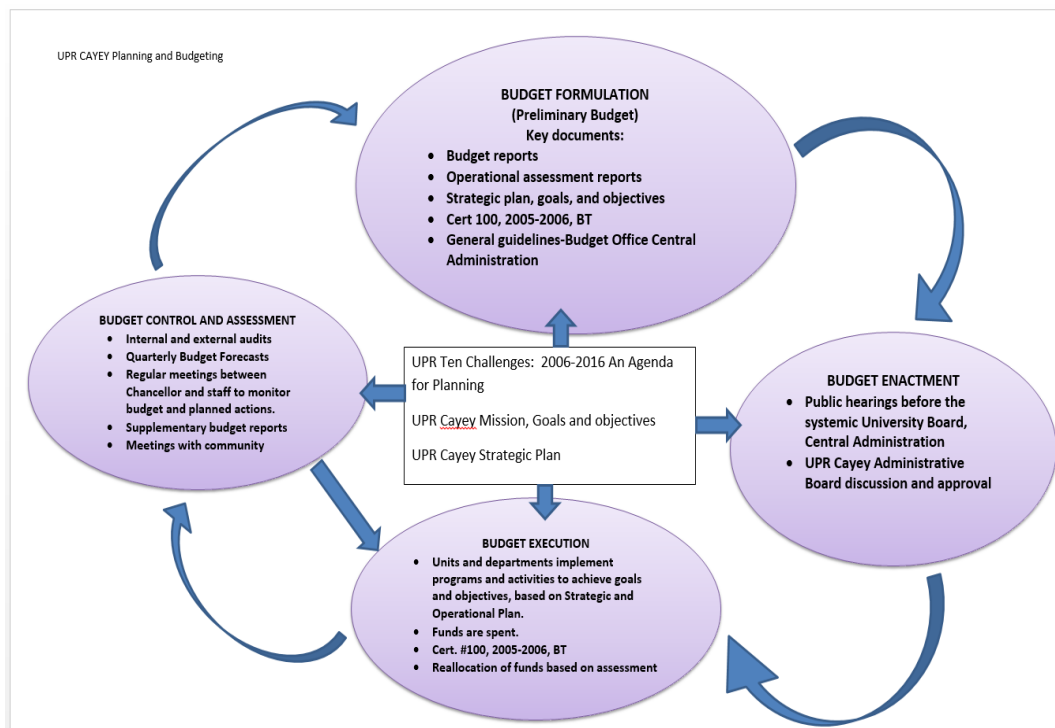 UPR CAYEY Planning and Budgeting
BUDGET FORMULATION
(Preliminary Budget)
Key documents:
• Budget reports
• Operational assessment reports
• Strategic plan, goals, and objectives
• Cert 100, 2005-2006, BT
• General guidelines-Budget Office Central
Administration
BUDGET CONTROL AND ASSESSMENT
• Internal and external audits
• Quarterly Budget Forecasts
• Regular meetings between
Chancellor and staff to monitor
budget and planned actions.
• Supplementary budget reports
• Meetings with community
UPR Ten Challenges: 2006-2016 An Agenda
for Planning
UPR Cayey Mission, Goals and objectives
UPR Cayey Strategic Plan
BUDGET ENACTMENT
• Public hearings before the
systemic University Board,
Central Administration
• UPR Cayey Administrative
Board discussion and approval
BUDGET EXECUTION
• Units and departments implement
programs and activities to achieve goals
and objectives, based on Strategic and
Operational Plan.
• Funds are spent.
• Cert. #100, 2005-2006, BT
• Reallocation of funds based on assessment